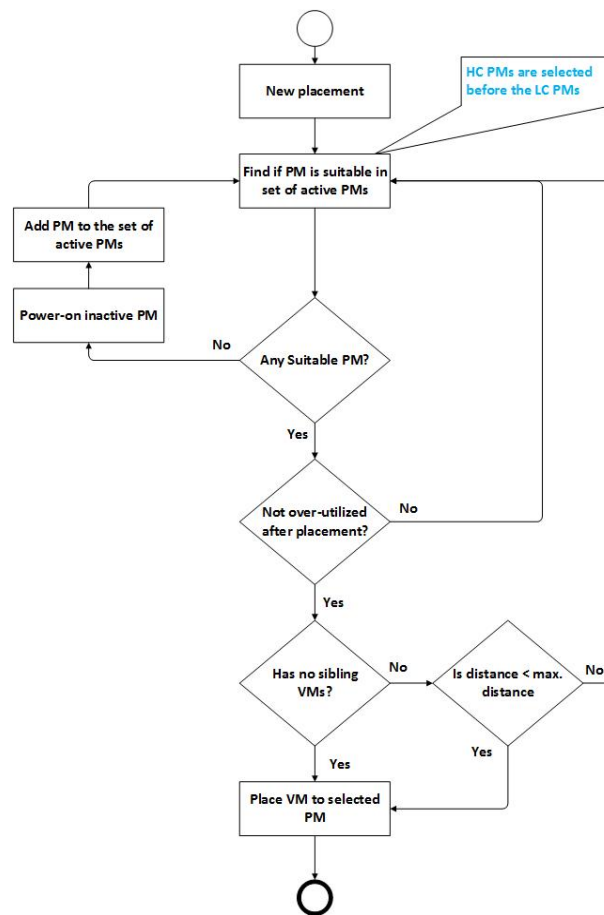 HC PMs are selected
before the LC PMs
New placement
Find if PM is suitable in
set of active PMs
Add PM to the set of
active PMs
Power-on inactive PM
No
Any Suitable PM?
Yes
Not over-utilized
after placement?
No
Yes
Has no sibling
VMs?
No
Is distance < max.
distance
No
Yes
Yes
Place VM to selected
PM